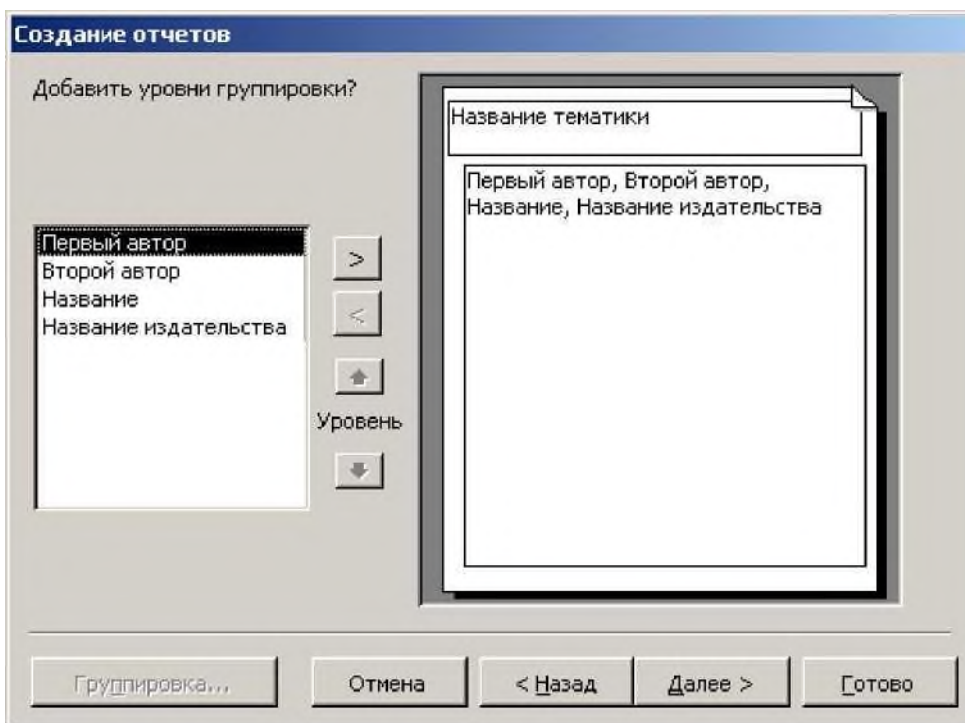 Создание отчетов
Добавить уровни группировки?
Первый автор
Второй автор
Название
Название издательства
>
<
Уровень
Название тематики
Первый автор, Второй автор,
Название, Название издательства
Группировка...
Отмена
< Назад
Далее >
Готово